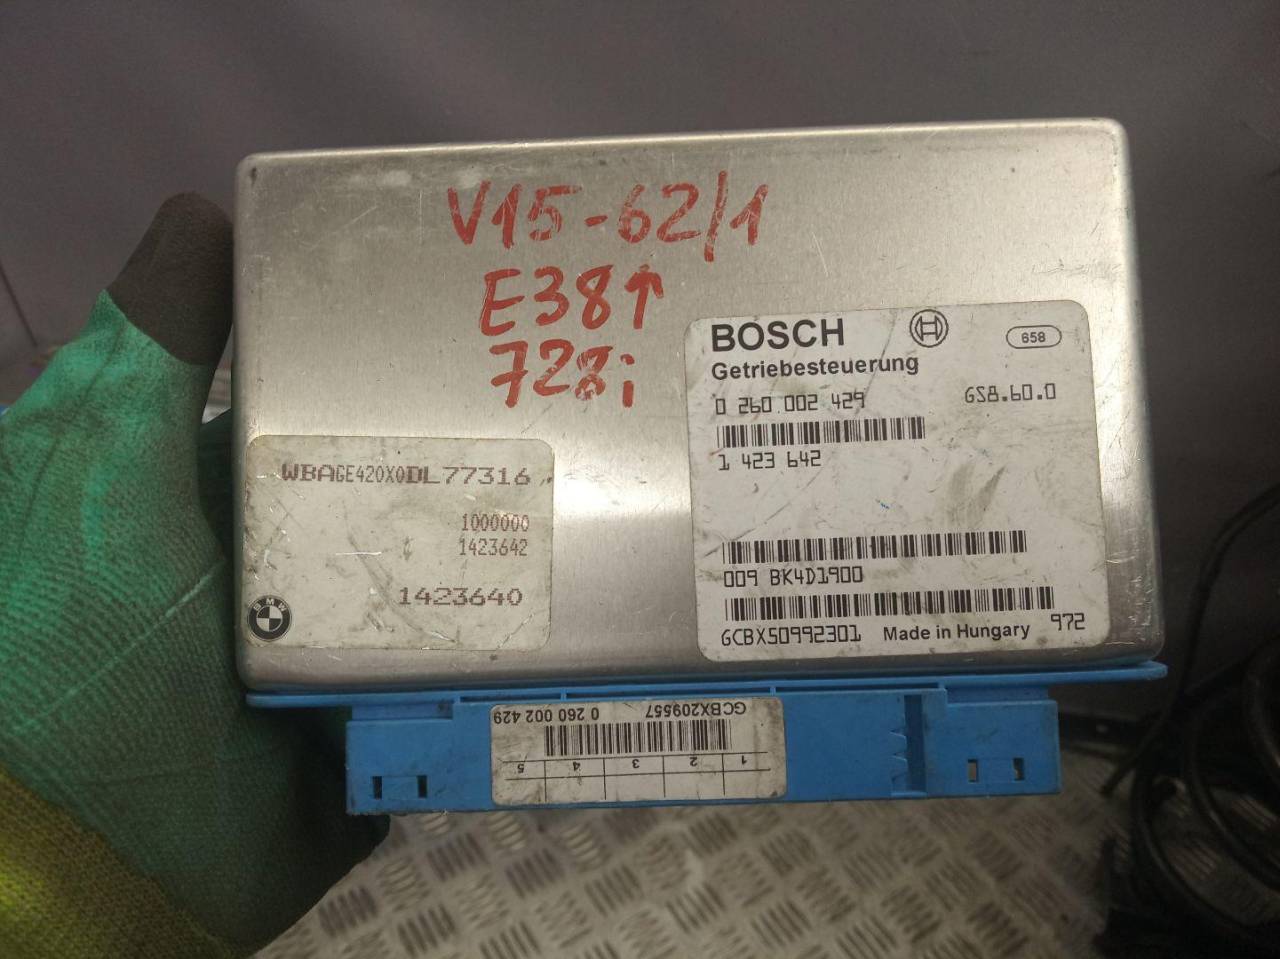 V15-62/1
E38↑
728i
BOSCH
658
Getriebesteuerung
0 260 002 429 GS8.60.0
1 423 642
009 BK4D1900
GCBX50992301 Made in Hungary 972
WBAGE420X0DL77316
1000000
1423642
1423640
BMW
GCBX209557 0 260 002 429
1 2 3 4 5